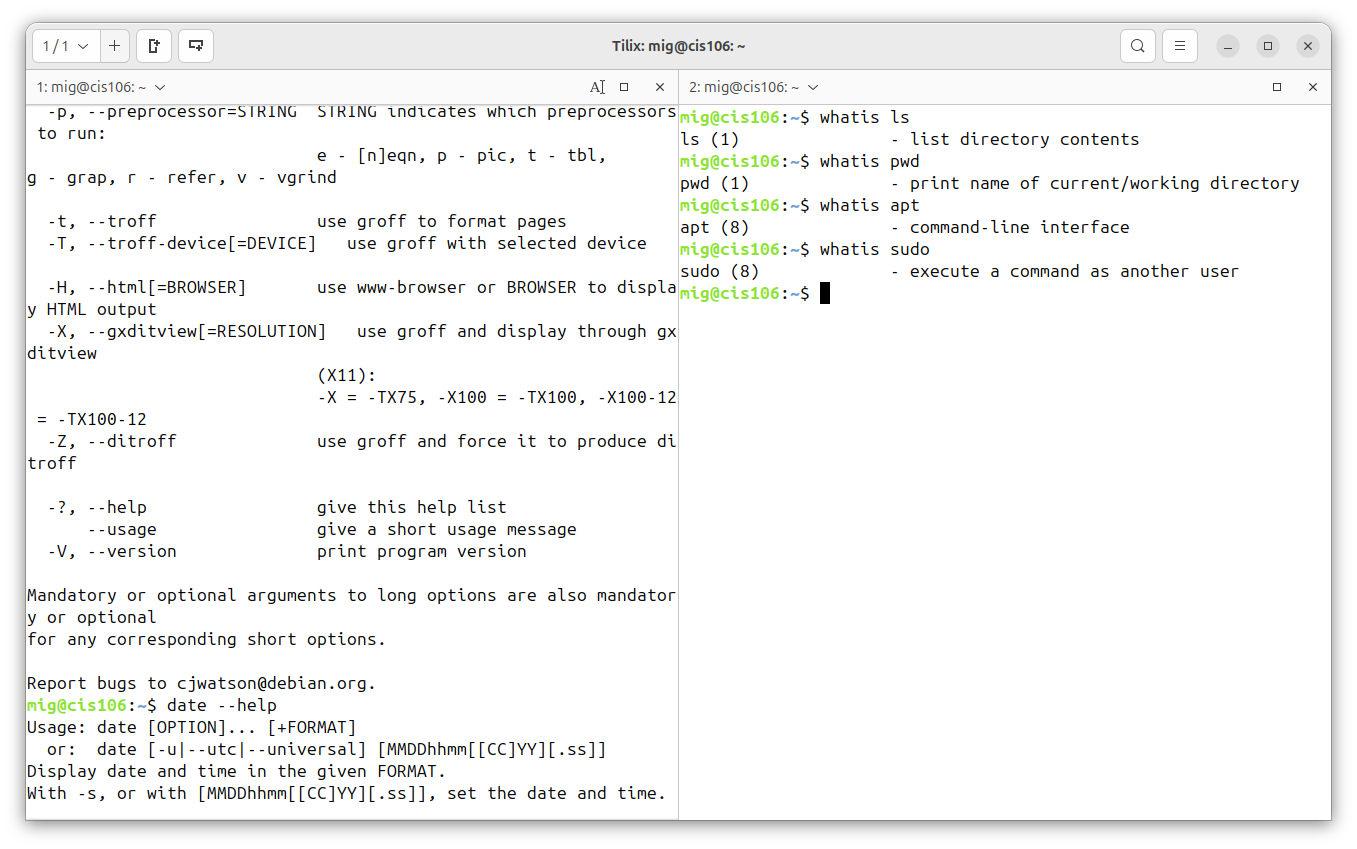 1 / 1
Tilix: mig@cis106: ~
1: mig@cis106: ~
-p, --preprocessor=STRING  STRING indicates which preprocessors
 to run:
                             e - [n]eqn, p - pic, t - tbl,
g - grap, r - refer, v - vgrind
  -t, --troff                use groff to format pages
  -T, --troff-device[=DEVICE]   use groff with selected device
  -H, --html[=BROWSER]       use www-browser or BROWSER to displa
y HTML output
  -X, --gxditview[=RESOLUTION]   use groff and display through gx
ditview
                             (X11):
                             -X = -TX75, -X100 = -TX100, -X100-12
 = -TX100-12
  -Z, --ditroff              use groff and force it to produce di
troff
  -?, --help                 give this help list
      --usage                give a short usage message
  -V, --version              print program version
Mandatory or optional arguments to long options are also mandator
y or optional
for any corresponding short options.
Report bugs to cjwatson@debian.org.
mig@cis106:~$ date --help
Usage: date [OPTION]... [+FORMAT]
  or:  date [-u|--utc|--universal] [MMDDhhmm[[CC]YY][.ss]]
Display date and time in the given FORMAT.
With -s, or with [MMDDhhmm[[CC]YY][.ss]], set the date and time.
2: mig@cis106: ~
mig@cis106:~$ whatis ls
ls (1)               - list directory contents
mig@cis106:~$ whatis pwd
pwd (1)              - print name of current/working directory
mig@cis106:~$ whatis apt
apt (8)              - command-line interface
mig@cis106:~$ whatis sudo
sudo (8)             - execute a command as another user
mig@cis106:~$